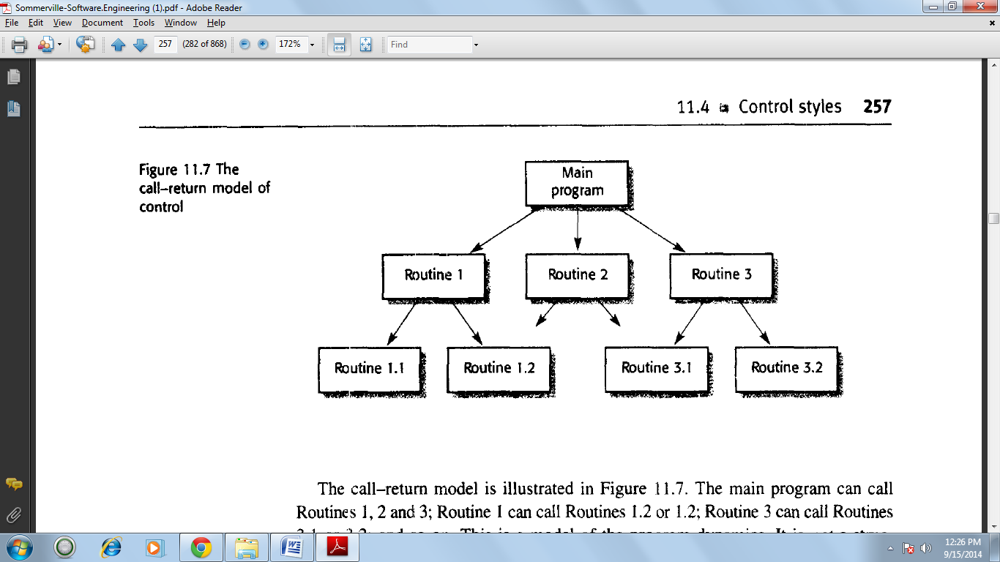 Sommerville-Software.Engineering (1).pdf - Adobe Reader
File Edit View Document Tools Window Help
257 (282 of 868) 172% Find
11.4 Control styles 257
Figure 11.7 The
call–return model of
control
Main
program
Routine 1
Routine 2
Routine 3
Routine 1.1
Routine 1.2
Routine 3.1
Routine 3.2
The call–return model is illustrated in Figure 11.7. The main program can call
Routines 1, 2 and 3; Routine 1 can call Routines 1.2 or 1.2; Routine 3 can call Routines
12:26 PM
9/15/2014